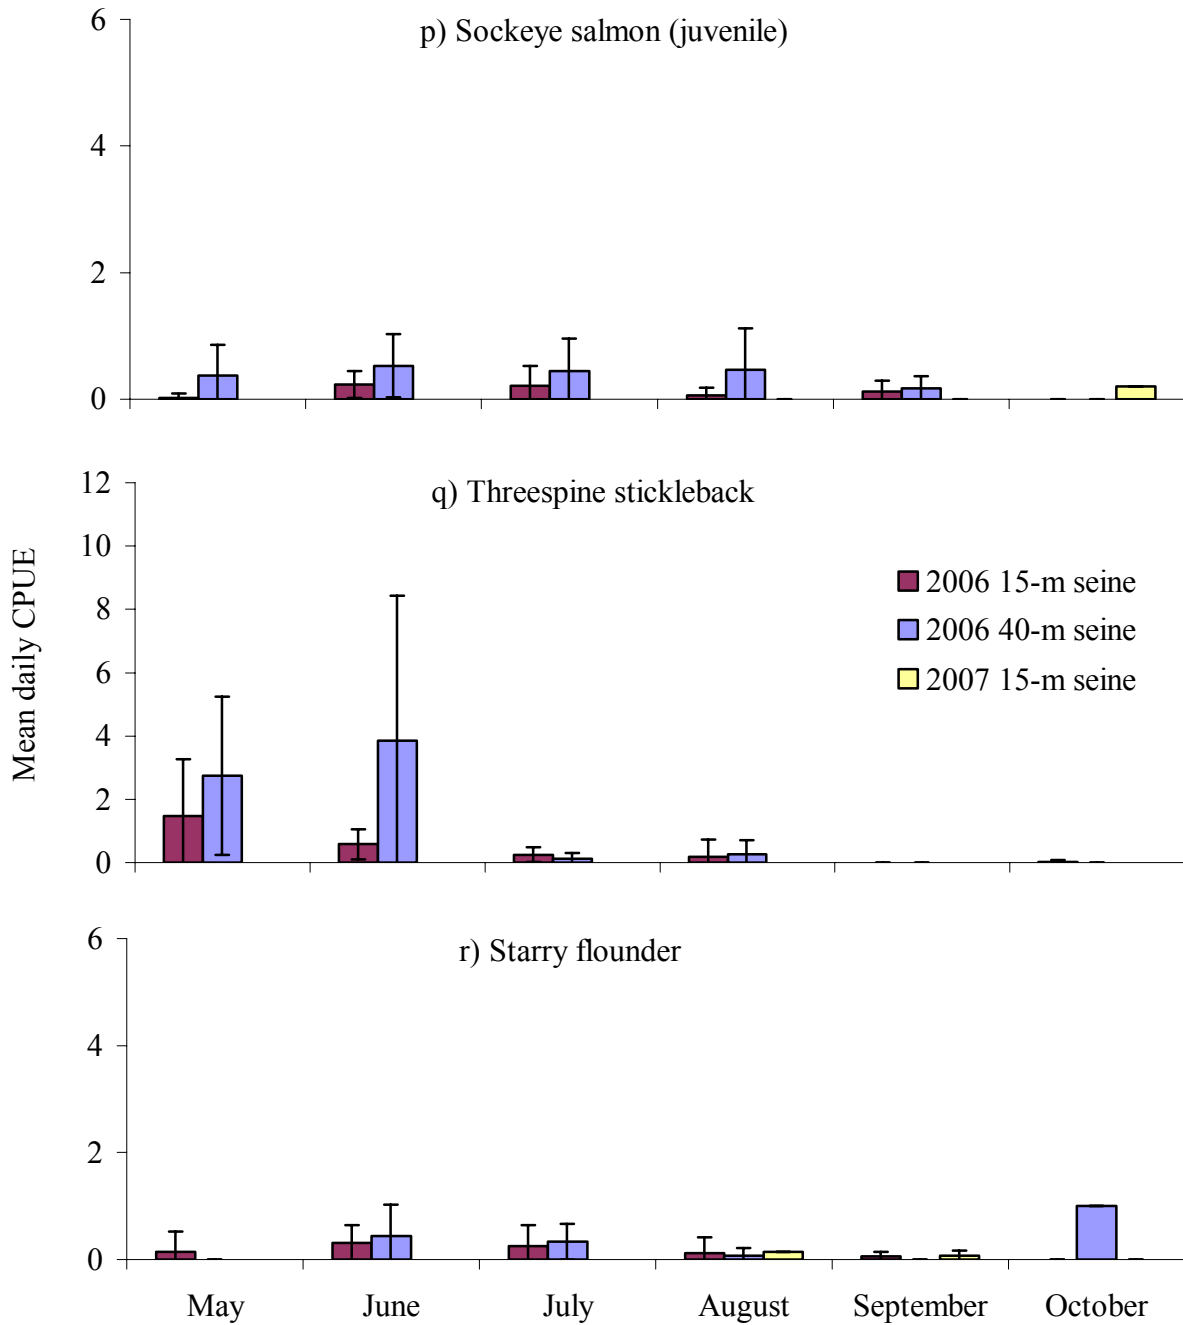 p) Sockeye salmon (juvenile)
6
4
2
0
q) Threespine stickleback
12
10
8
6
4
2
0
Mean daily CPUE
2006 15-m seine
2006 40-m seine
2007 15-m seine
r) Starry flounder
6
4
2
0
May June July August September October